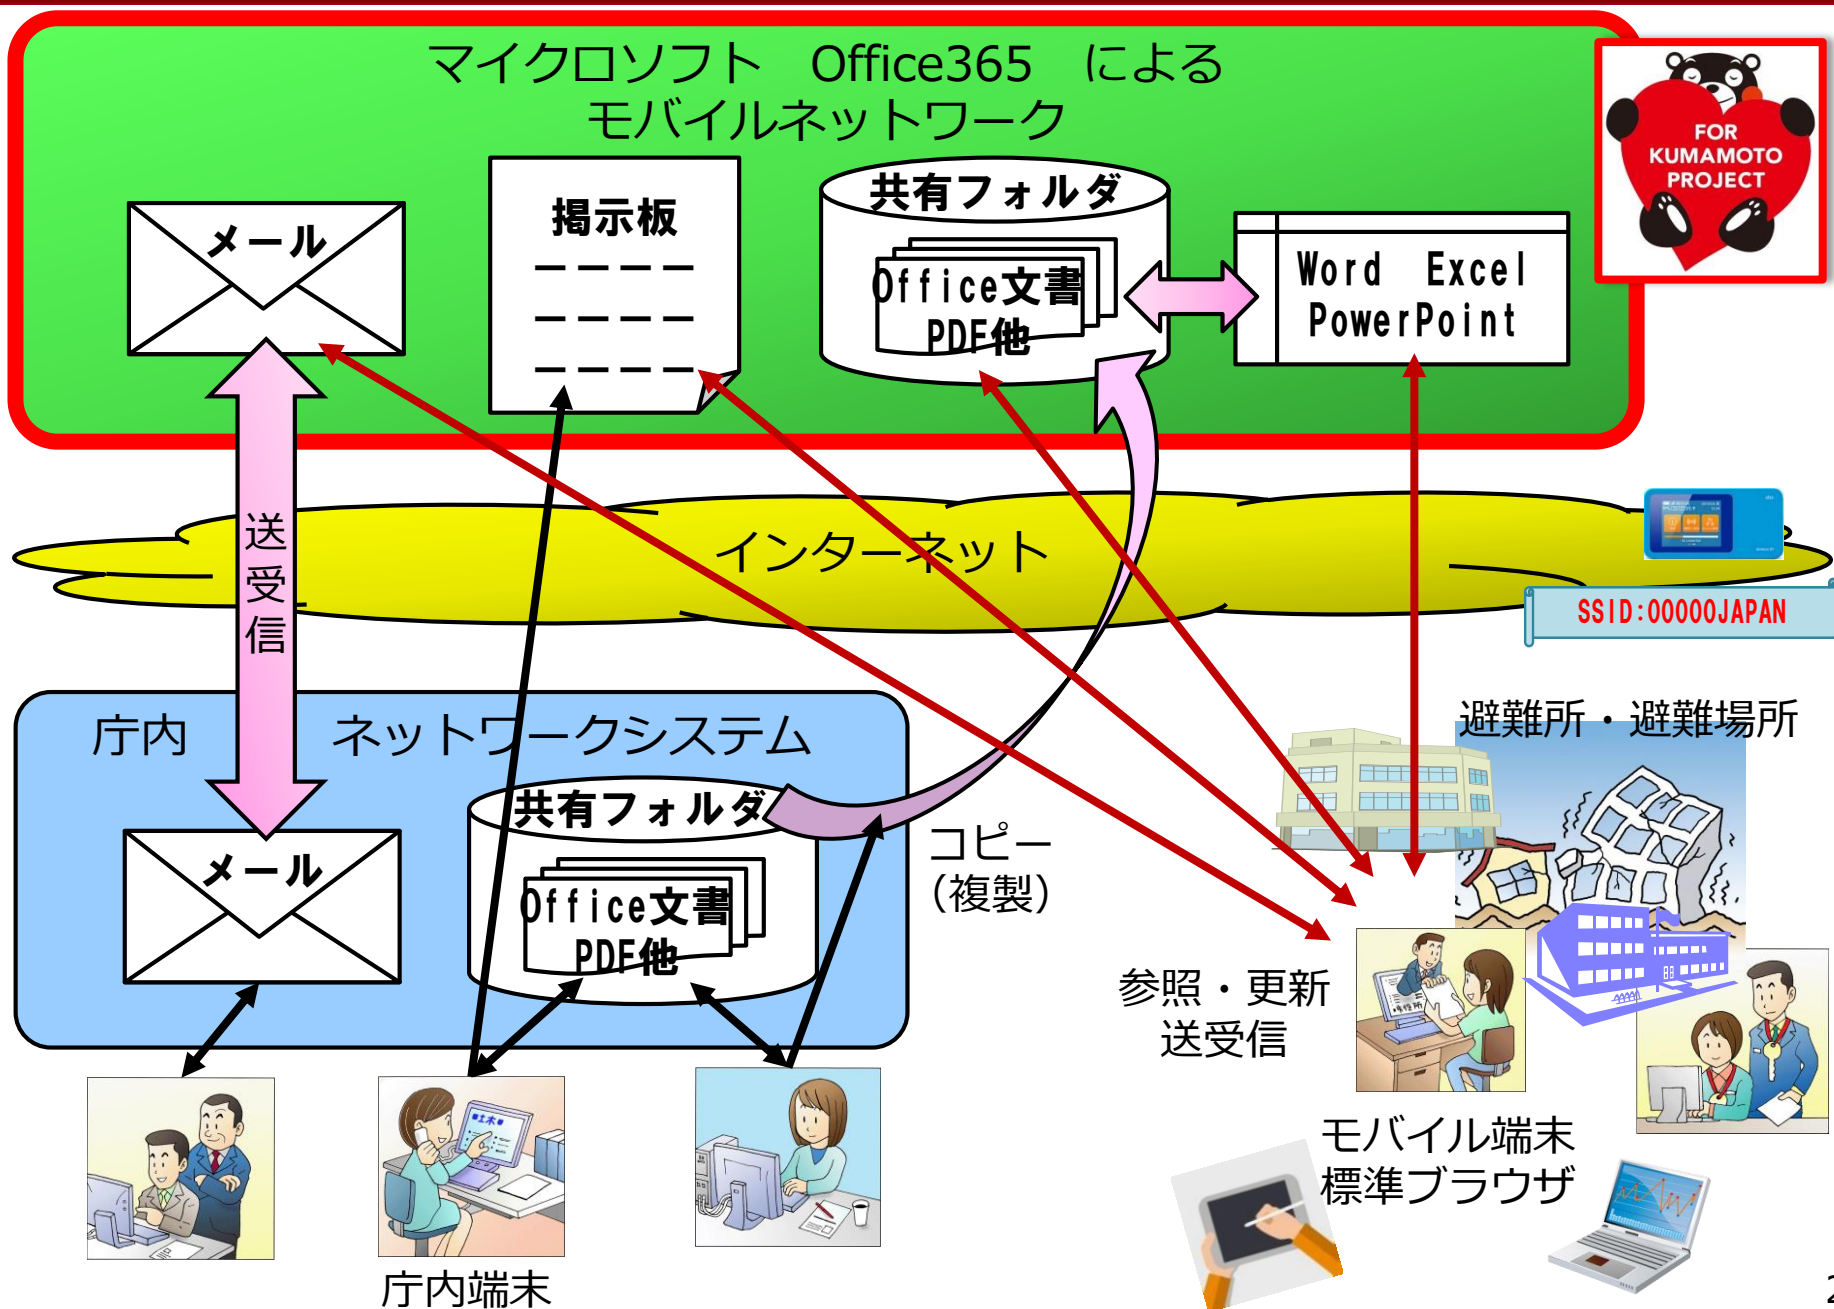 マイクロソフト　Office365　による
モバイルネットワーク
FOR
KUMAMOTO
PROJECT
メール
掲示板
共有フォルダ
Office文書
PDF他
Word　Excel
PowerPoint
送
受
信
インターネット
SSID:00000JAPAN
庁内　ネットワークシステム
メール
共有フォルダ
Office文書
PDF他
コピー
（複製）
避難所・避難場所
参照・更新
送受信
モバイル端末
標準ブラウザ
庁内端末